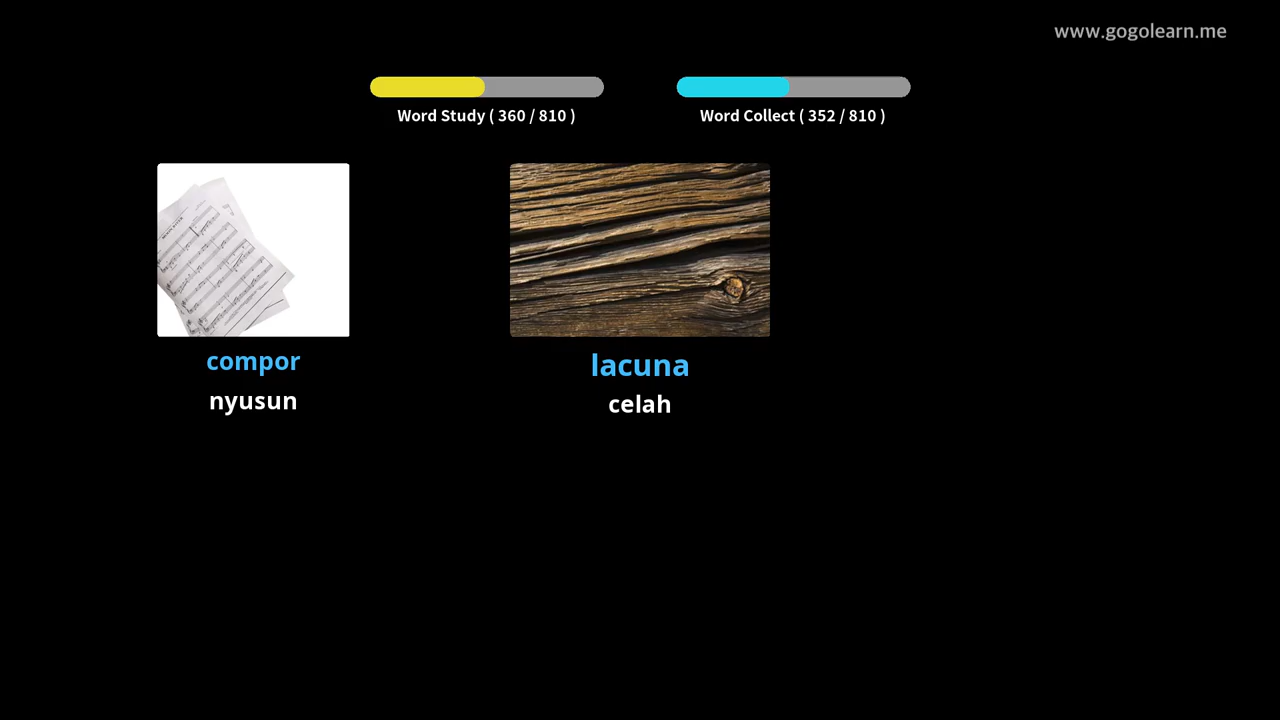 www.gogolearn.me
Word Study ( 360 / 810 )
Word Collect ( 352 / 810 )
compor
nyusun
lacuna
celah